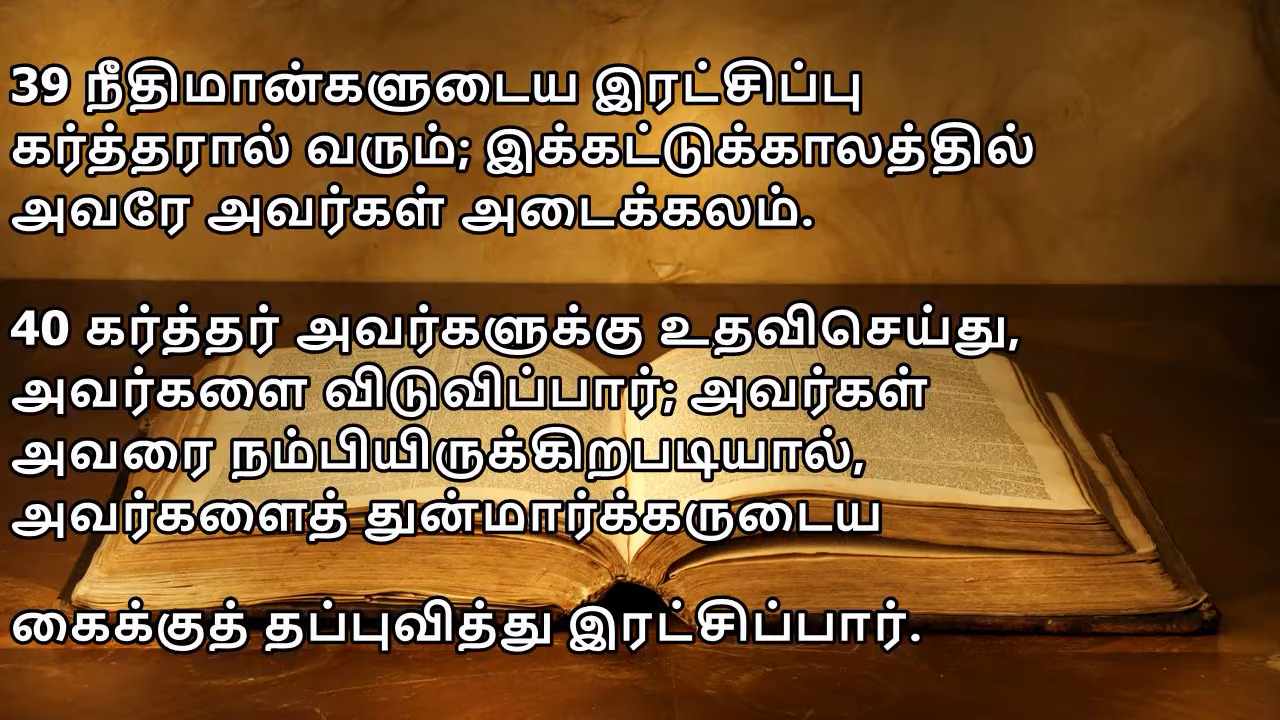 39 நீதிமான்களுடைய இரட்சிப்பு
கர்த்தரால் வரும்; இக்கட்டுக்காலத்தில்
அவரே அவர்கள் அடைக்கலம்.
40 கர்த்தர் அவர்களுக்கு உதவிசெய்து,
அவர்களை விடுவிப்பார்; அவர்கள்
அவரை நம்பியிருக்கிறபடியால்,
அவர்களைத் துன்மார்க்கருடைய
கைக்குத் தப்புவித்து இரட்சிப்பார்.